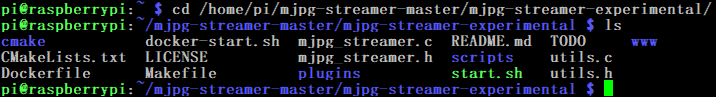 pi@raspberrypi:~ $ cd /home/pi/mjpg-streamer-master/mjpg-streamer-experimental/
pi@raspberrypi:~/mjpg-streamer-master/mjpg-streamer-experimental $ ls
cmake docker-start.sh mjpg_streamer.c README.md TODO www
CMakeLists.txt LICENSE mjpg_streamer.h scripts utils.c
Dockerfile Makefile plugins start.sh utils.h
pi@raspberrypi:~/mjpg-streamer-master/mjpg-streamer-experimental $